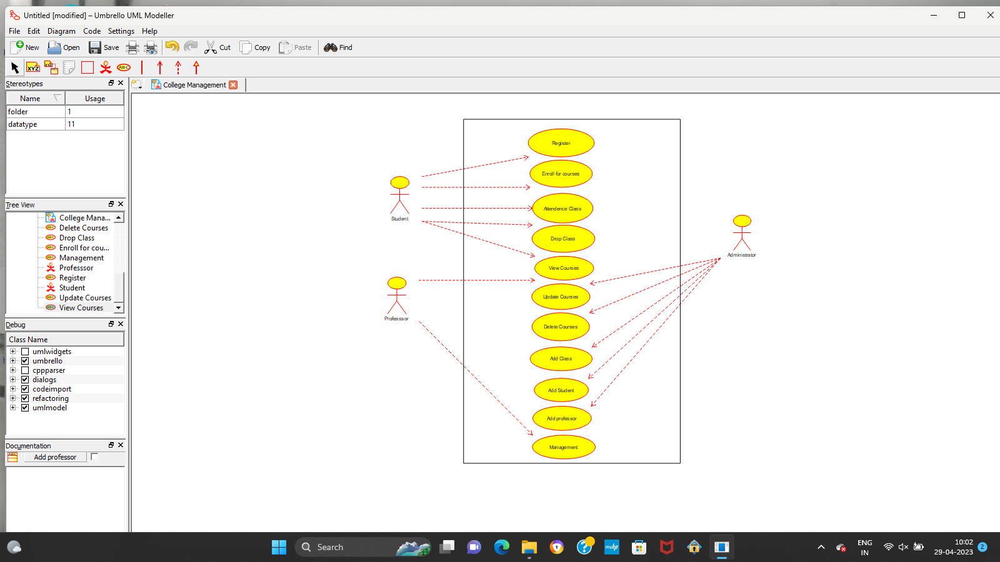 Untitled [modified] – Umbrello UML Modeller
File Edit Diagram Code Settings Help
New Open Save Cut Copy Paste Find
XYZ XYZ ABC
Stereotypes
College Management
Name Usage
folder 1
datatype 11
Register
Enroll for courses
Attendence Class
Student
Drop Class
Administrator
View Courses
Update Courses
Professsor
Delete Courses
Add Class
Add Student
Add professor
Management
Tree View
College Mana...
Delete Courses
Drop Class
Enroll for cou...
Management
Professsor
Register
Student
Update Courses
View Courses
Debug
Class Name
umlwidgets
umbrello
cppparser
dialogs
codeimport
refactoring
umlmodel
Documentation
Add professor
Search
myhp
ENG
IN
10:02
29-04-2023
2